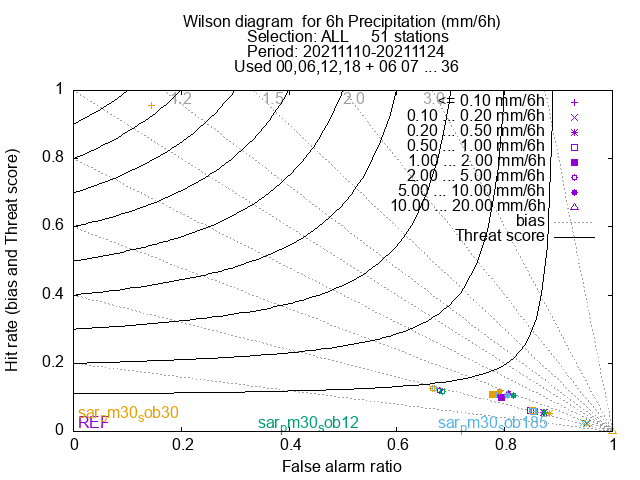 Wilson diagram  for 6h Precipitation (mm/6h)
Selection: ALL     51 stations
Period: 20211110-20211124
Used 00,06,12,18 + 06 07 ... 36
1.2
1.5
2.0
3.0
<= 0.10 mm/6h
0.10 ... 0.20 mm/6h
0.20 ... 0.50 mm/6h
0.50 ... 1.00 mm/6h
1.00 ... 2.00 mm/6h
2.00 ... 5.00 mm/6h
5.00 ... 10.00 mm/6h
10.00 ... 20.00 mm/6h
bias
Threat score
Hit rate (bias and Threat score)
1
0.8
0.6
0.4
0.2
0
sar_pm30_sob30
REF
sar_pm30_sob12
sar_pm30_sob185
0
0.2
0.4
0.6
0.8
1
False alarm ratio